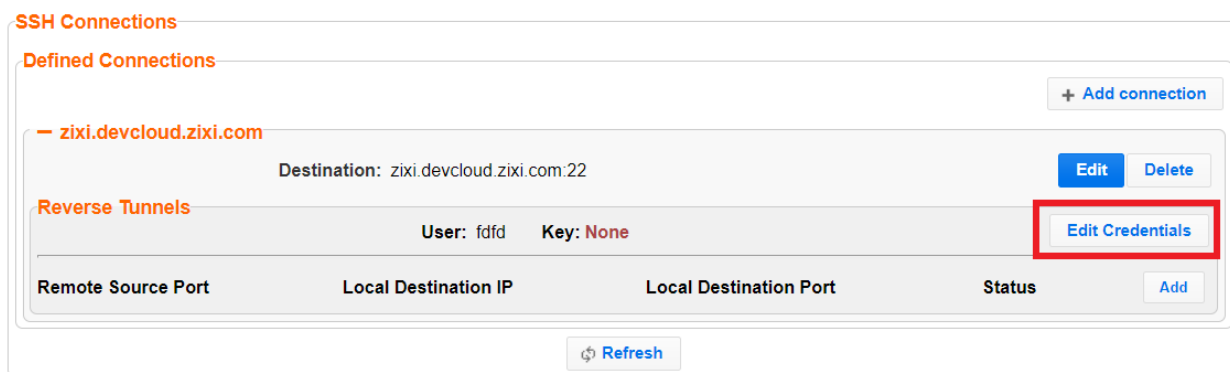 SSH Connections
Defined Connections
+ Add connection
− zixi.devcloud.zixi.com
Destination: zixi.devcloud.zixi.com:22 Edit Delete
Reverse Tunnels
User: fdfd Key: None Edit Credentials
Remote Source Port Local Destination IP Local Destination Port Status Add
Refresh